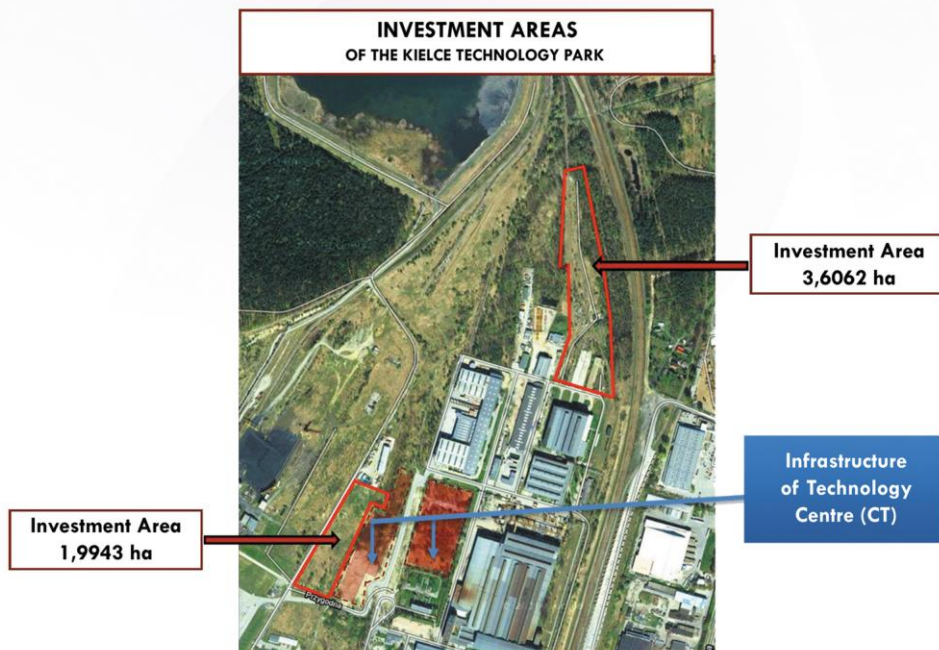 INVESTMENT AREAS
OF THE KIELCE TECHNOLOGY PARK
Investment Area
3,6062 ha
Infrastructure
of Technology
Centre (CT)
Investment Area
1,9943 ha
Przygodna